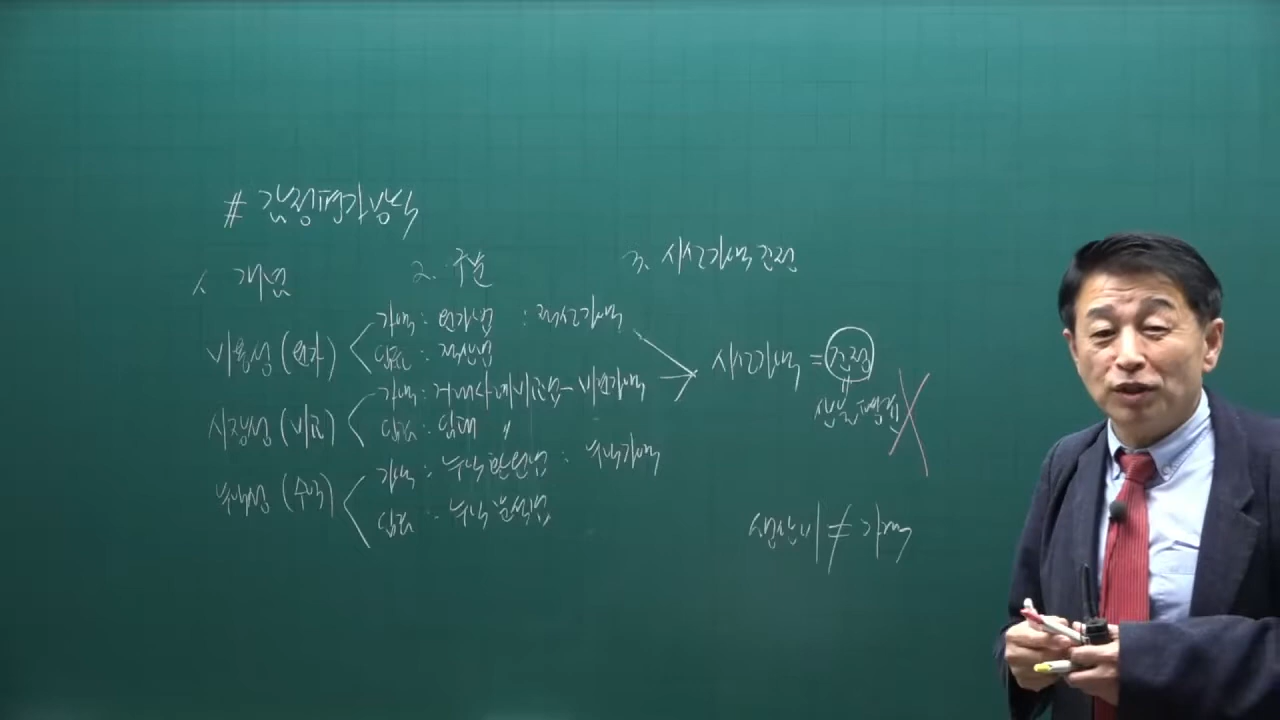 # 감정평가방식
1. 개념
2. 구분
3. 시산가액 조정
비용성 (원가)
가액: 원가법 : 적산가액
임료: 적산법
시장성 (비교)
가액: 거래사례비교법 - 비준가액
임료: 임대 〃
수익성 (수익)
가액: 수익환원법 : 수익가액
임료: 수익분석법
시산가액 = 조정
산술평균
생산비 ≠ 가격